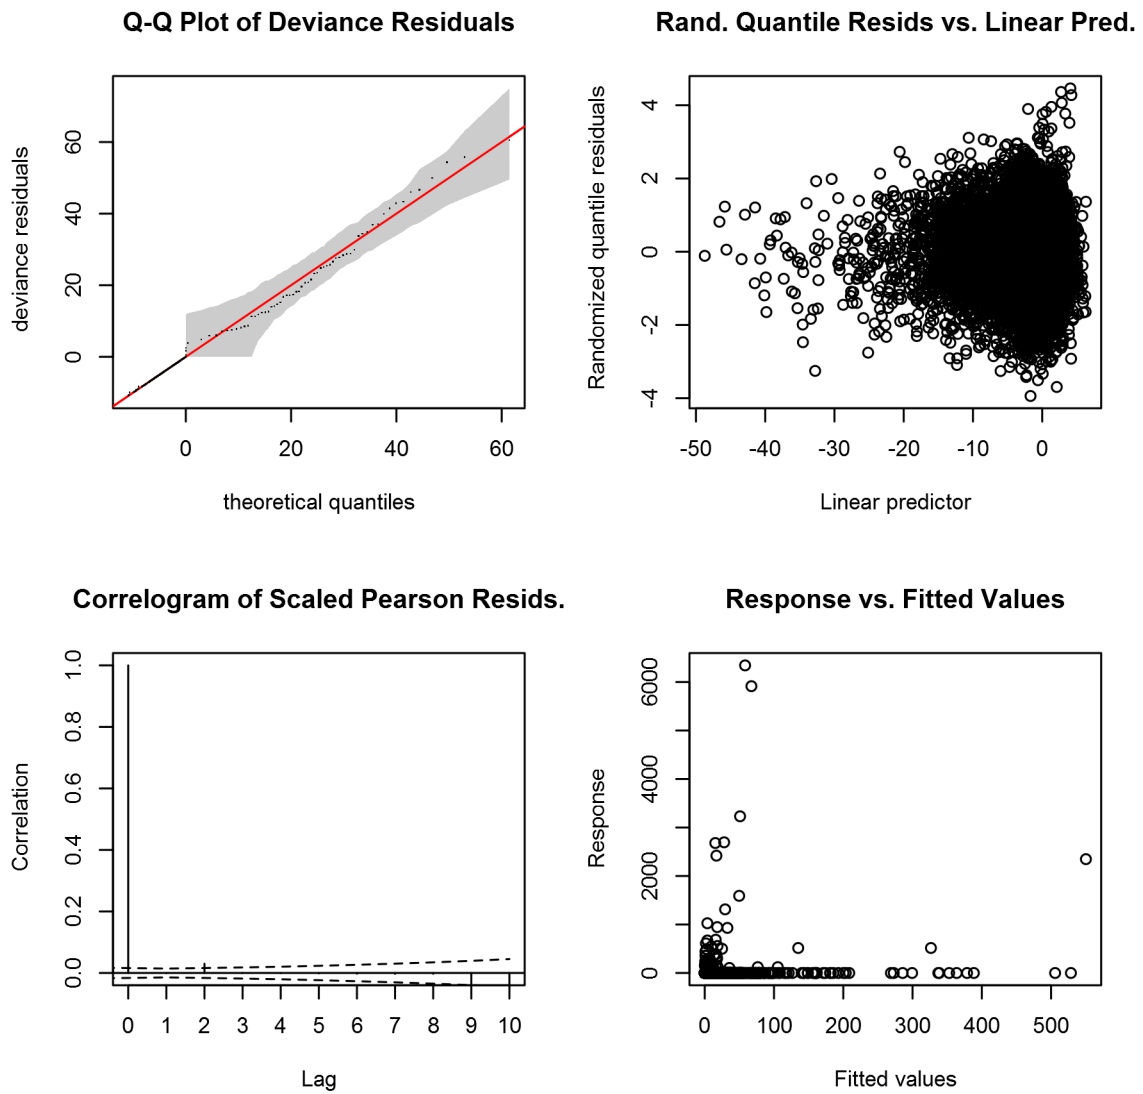 Q-Q Plot of Deviance Residuals
deviance residuals
60
40
20
0
0 20 40 60
theoretical quantiles
Rand. Quantile Resids vs. Linear Pred.
Randomized quantile residuals
4
2
0
-2
-4
-50 -40 -30 -20 -10 0
Linear predictor
Correlogram of Scaled Pearson Resids.
Correlation
1.0
0.8
0.6
0.4
0.2
0.0
0 1 2 3 4 5 6 7 8 9 10
Lag
Response vs. Fitted Values
Response
6000
4000
2000
0
0 100 200 300 400 500
Fitted values